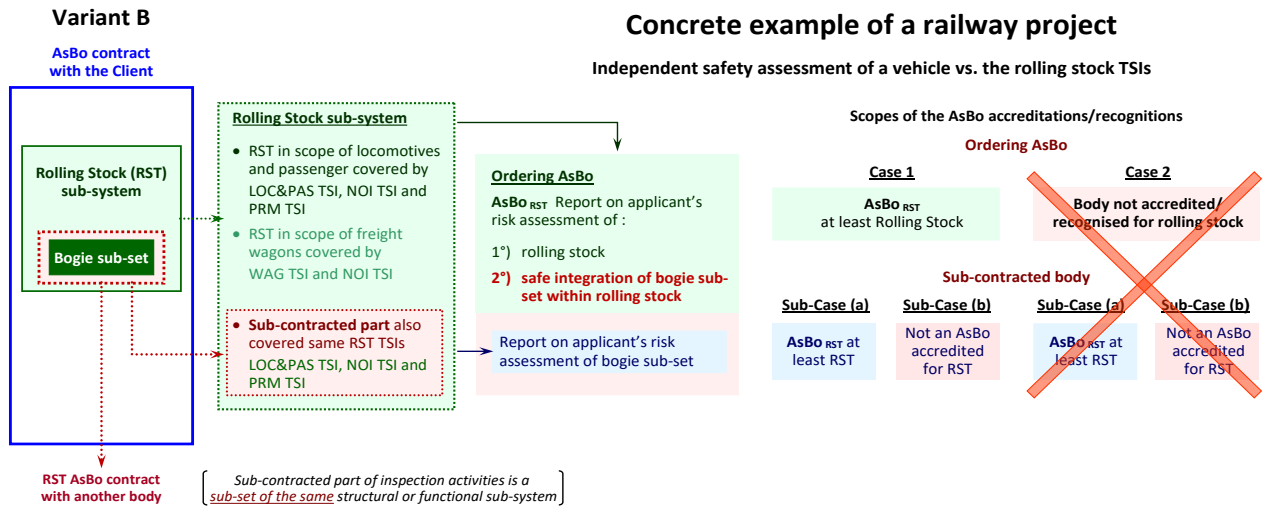 Variant B
Concrete example of a railway project
AsBo contract
with the Client
Independent safety assessment of a vehicle vs. the rolling stock TSIs
Rolling Stock (RST)
sub-system
Bogie sub-set
Rolling Stock sub-system
• RST in scope of locomotives
and passenger covered by
LOC&PAS TSI, NOI TSI and
PRM TSI
• RST in scope of freight
wagons covered by
WAG TSI and NOI TSI
• Sub-contracted part also
covered same RST TSIs
LOC&PAS TSI, NOI TSI and
PRM TSI
Ordering AsBo
AsBo RST Report on applicant's
risk assessment of :
1°) rolling stock
2°) safe integration of bogie sub-
set within rolling stock
Report on applicant's risk
assessment of bogie sub-set
Scopes of the AsBo accreditations/recognitions
Ordering AsBo
Case 1
AsBo RST
at least Rolling Stock
Case 2
Body not accredited/
recognised for rolling stock
Sub-contracted body
Sub-Case (a)
AsBo RST at
least RST
Sub-Case (b)
Not an AsBo
accredited
for RST
Sub-Case (a)
AsBo RST at
least RST
Sub-Case (b)
Not an AsBo
accredited
for RST
RST AsBo contract
with another body
Sub-contracted part of inspection activities is a
sub-set of the same structural or functional sub-system